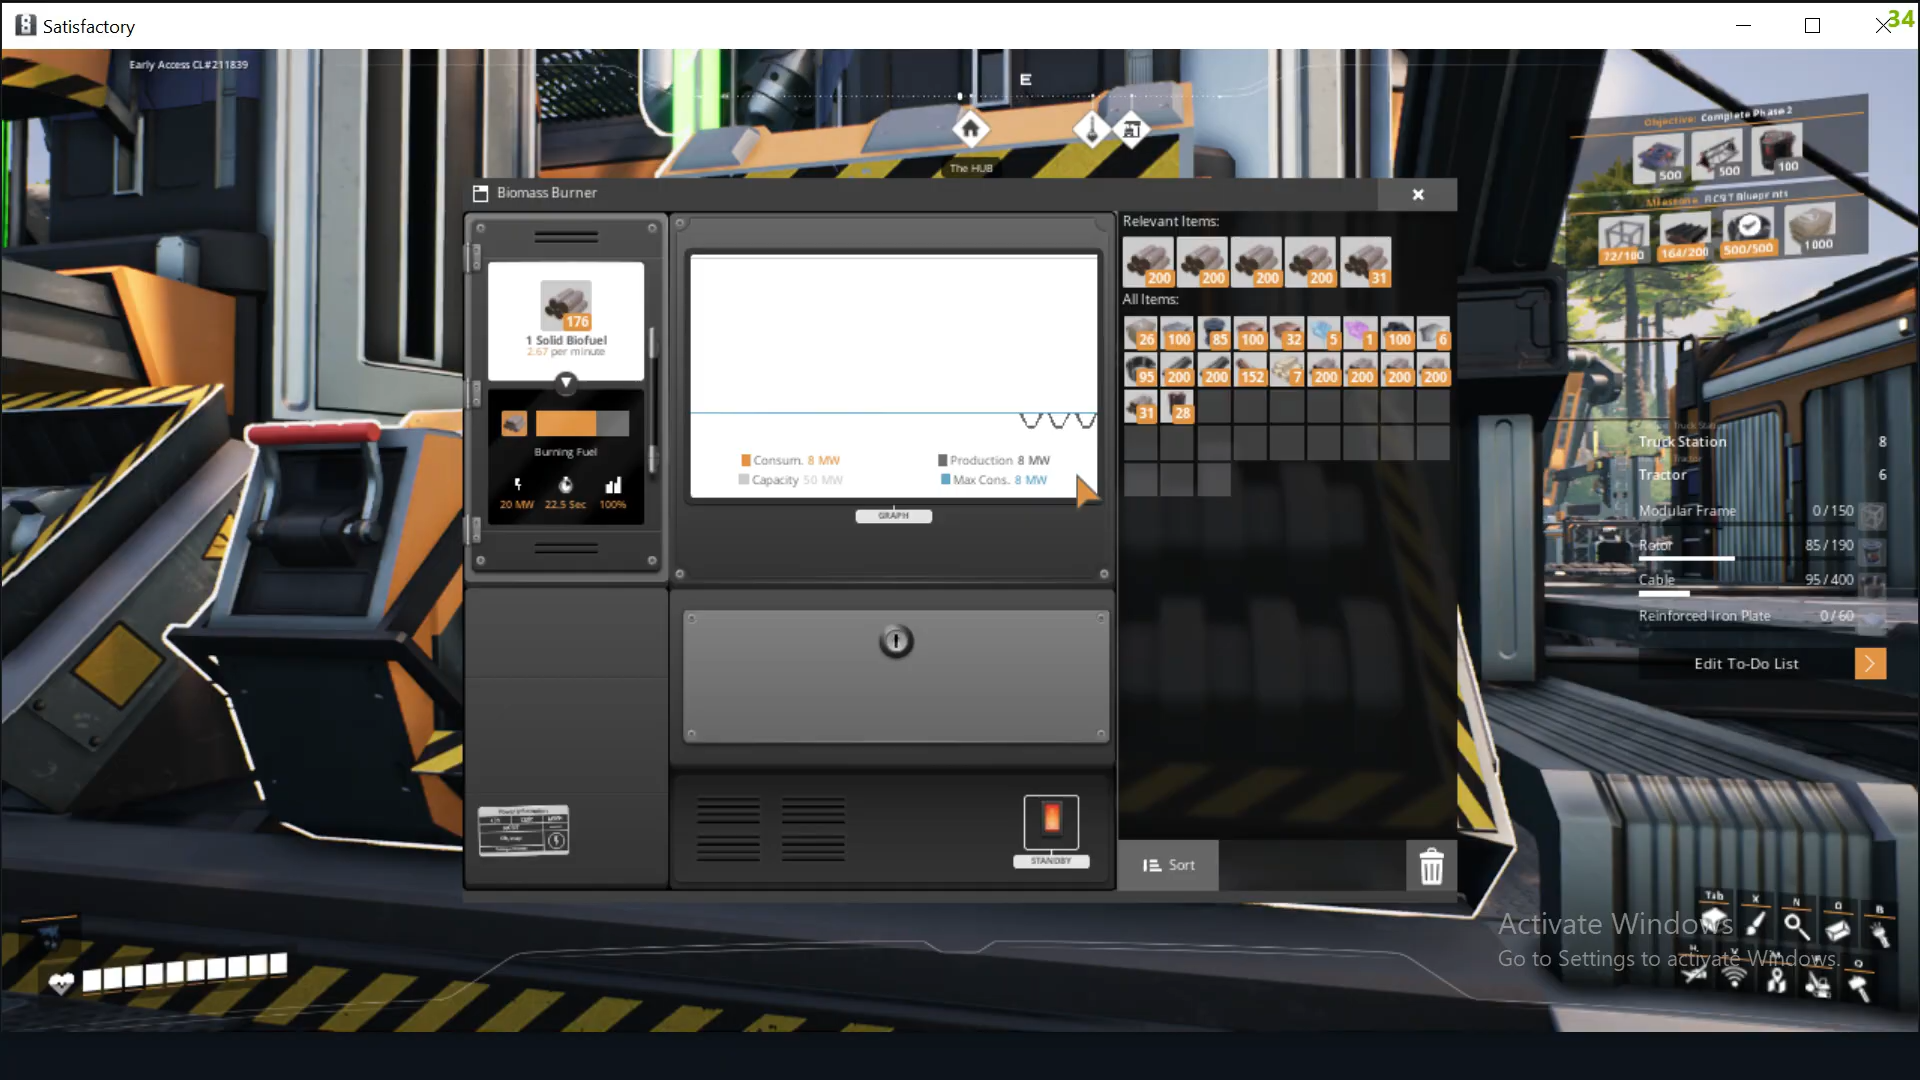 Satisfactory
34
Early Access CL#211839
E
The HUB
Objective: Complete Phase 2
500
500
100
Milestone: FICSIT Blueprints
72/100
164/200
500/500
1000
Biomass Burner
176
1 Solid Biofuel
2.67 per minute
Burning Fuel
20 MW
22.5 Sec
100%
Consum. 8 MW
Production 8 MW
Capacity 50 MW
Max Cons. 8 MW
GRAPH
STANDBY
Relevant Items:
200
200
200
200
31
All Items:
26
100
85
100
32
5
1
100
6
95
200
200
152
7
200
200
200
200
31
28
Sort
Truck Station
8
Tractor
6
Modular Frame
0/150
Rotor
85/190
Cable
95/400
Reinforced Iron Plate
0/60
Edit To-Do List
Activate Windows
Go to Settings to activate Windows.
Tab
X
N
B